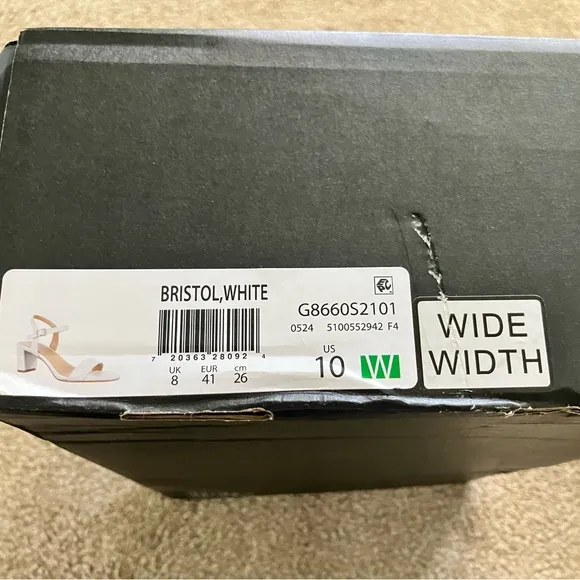 BRISTOL,WHITE
G8660S2101
0524 5100552942 F4
7 20363 28092 4
UK EUR cm US
8 41 26 10 W
WIDE
WIDTH